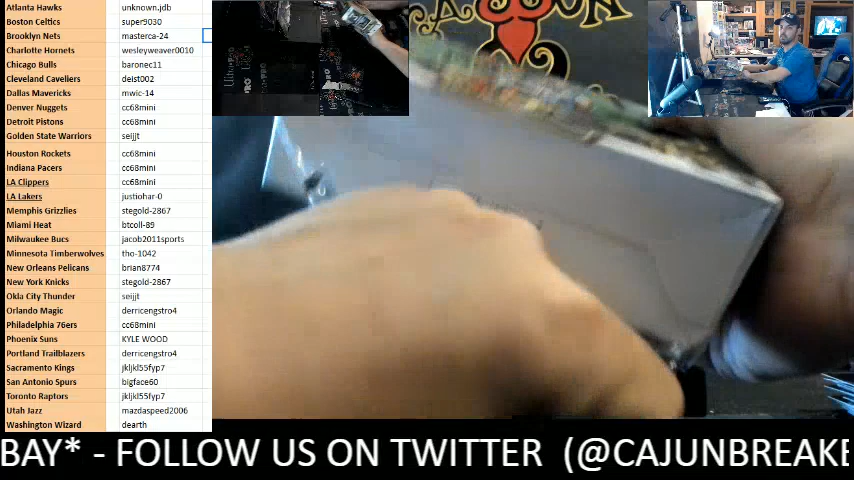 Atlanta Hawks unknown.jdb
Boston Celtics super9030
Brooklyn Nets masterca-24
Charlotte Hornets wesleyweaver0010
Chicago Bulls baronec11
Cleveland Cavaliers deist002
Dallas Mavericks mwic-14
Denver Nuggets cc68mini
Detroit Pistons cc68mini
Golden State Warriors seijjt
Houston Rockets cc68mini
Indiana Pacers cc68mini
LA Clippers cc68mini
LA Lakers justiohar-0
Memphis Grizzlies stegold-2867
Miami Heat btcoll-89
Milwaukee Bucs jacob2011sports
Minnesota Timberwolves tho-1042
New Orleans Pelicans brian8774
New York Knicks stegold-2867
Okla City Thunder seijjt
Orlando Magic derricengstro4
Philadelphia 76ers cc68mini
Phoenix Suns KYLE WOOD
Portland Trailblazers derricengstro4
Sacramento Kings jkljkl55fyp7
San Antonio Spurs bigface60
Toronto Raptors jkljkl55fyp7
Utah Jazz mazdaspeed2006
Washington Wizard dearth
BAY* - FOLLOW US ON TWITTER (@CAJUNBREAKE